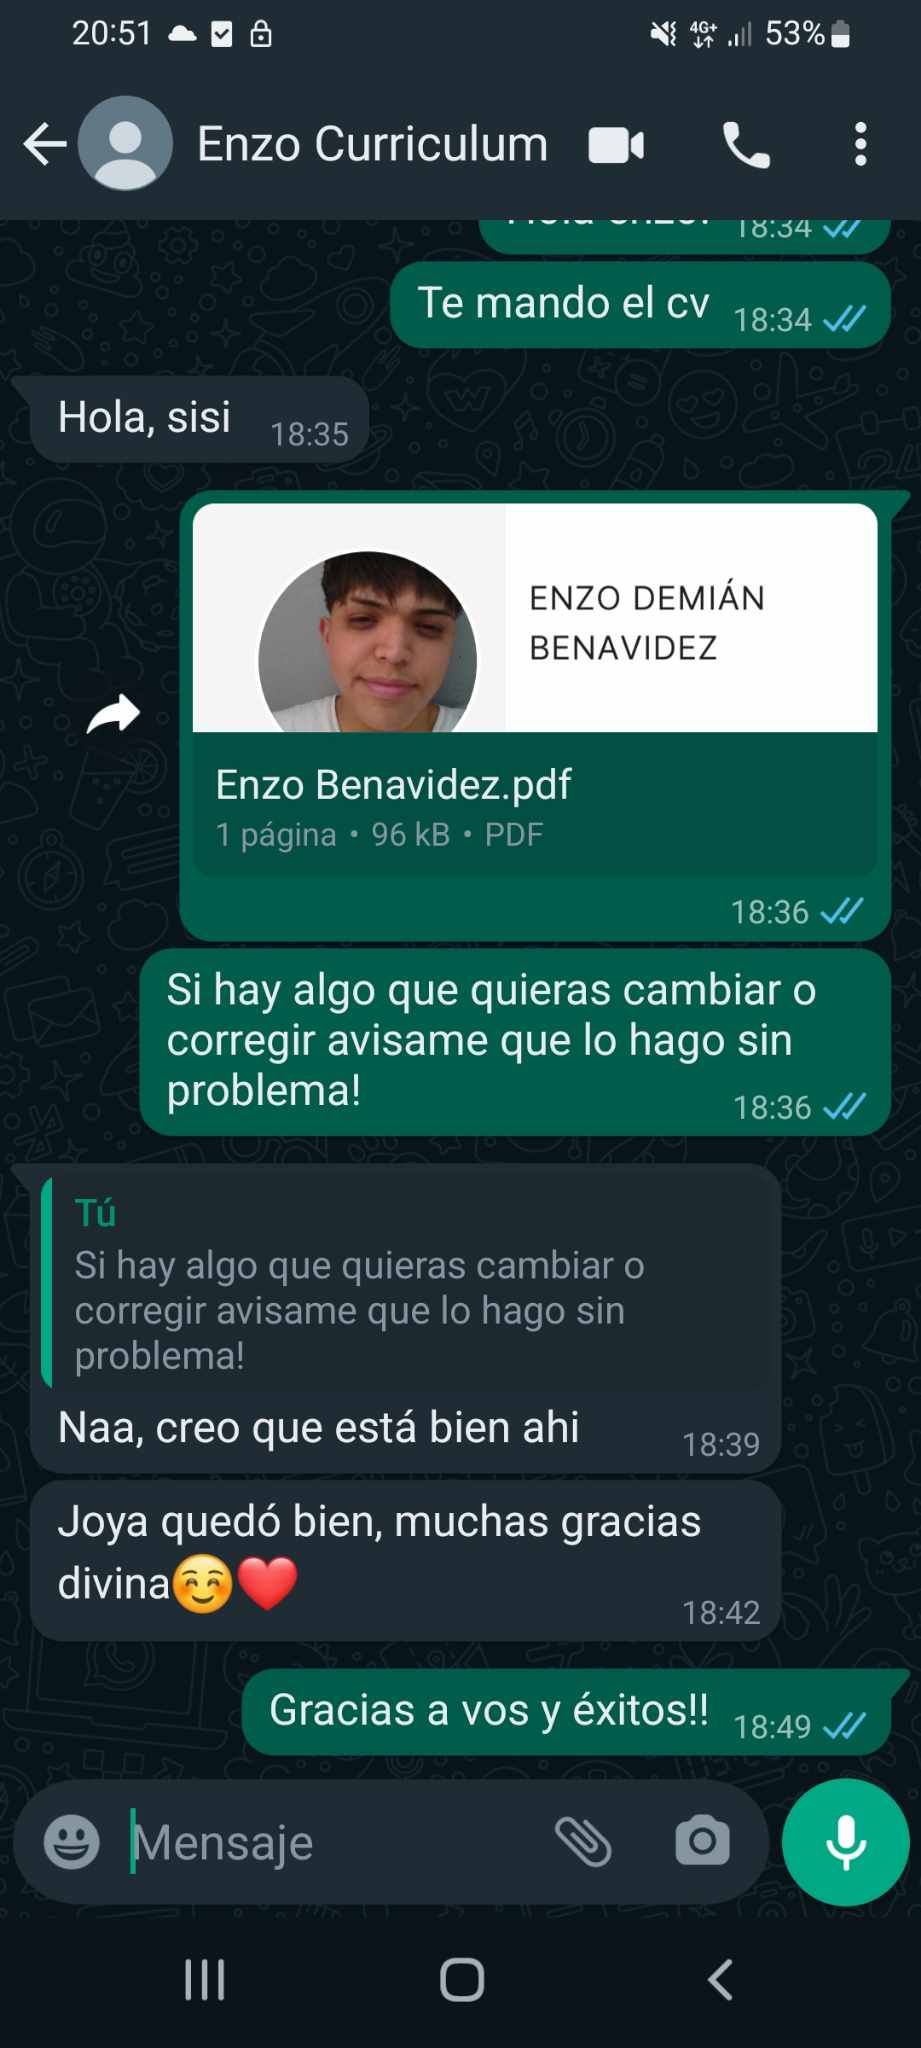 20:51
4G+
53%
Enzo Curriculum
Hola enzo! 18:34
Te mando el cv 18:34
Hola, sisi 18:35
ENZO DEMIÁN
BENAVIDEZ
Enzo Benavidez.pdf
1 página • 96 kB • PDF
18:36
Si hay algo que quieras cambiar o
corregir avisame que lo hago sin
problema! 18:36
Tú
Si hay algo que quieras cambiar o
corregir avisame que lo hago sin
problema!
Naa, creo que está bien ahi 18:39
Joya quedó bien, muchas gracias
divina☺️❤️ 18:42
Gracias a vos y éxitos!! 18:49
Mensaje